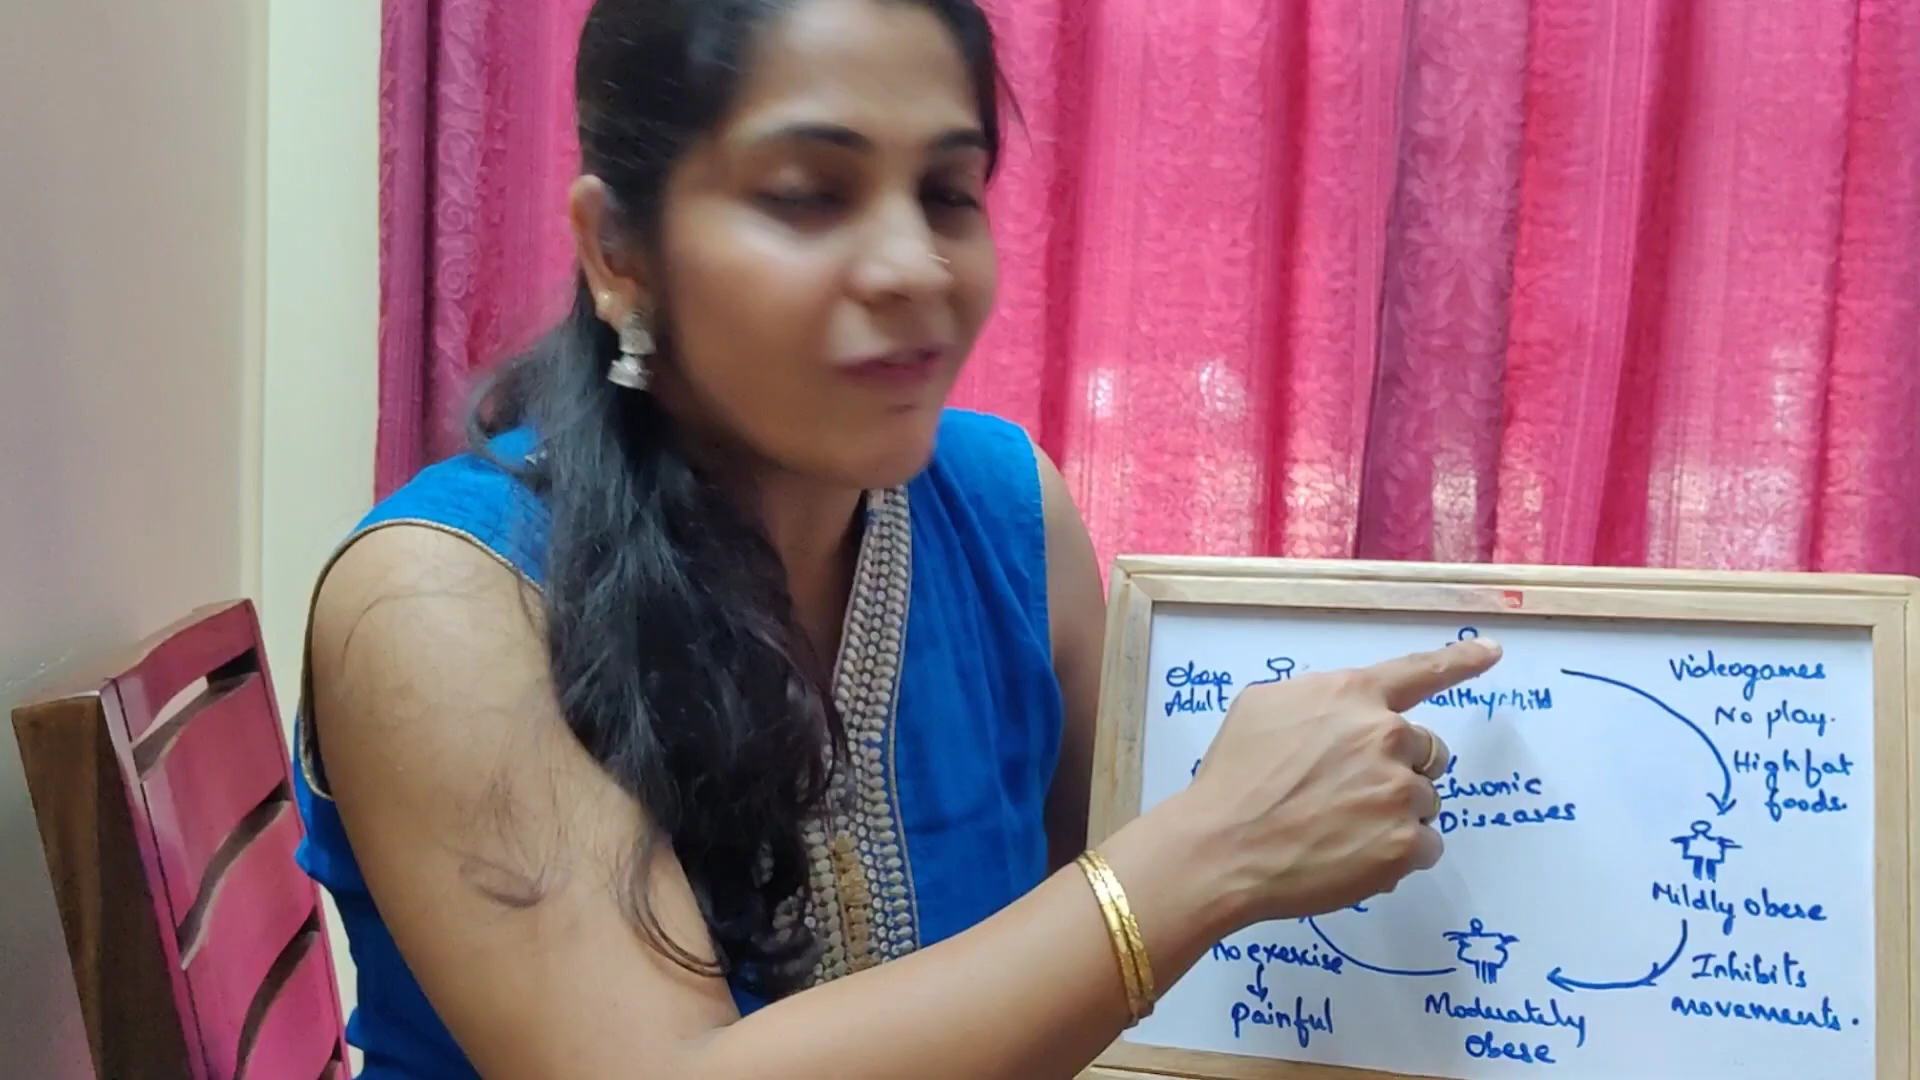 Obese
Adult
healthy child
Videogames
No play.
High fat
foods.
Chronic
Diseases
Mildly obese
Inhibits
movements.
Moderately
Obese
No exercise
Painful